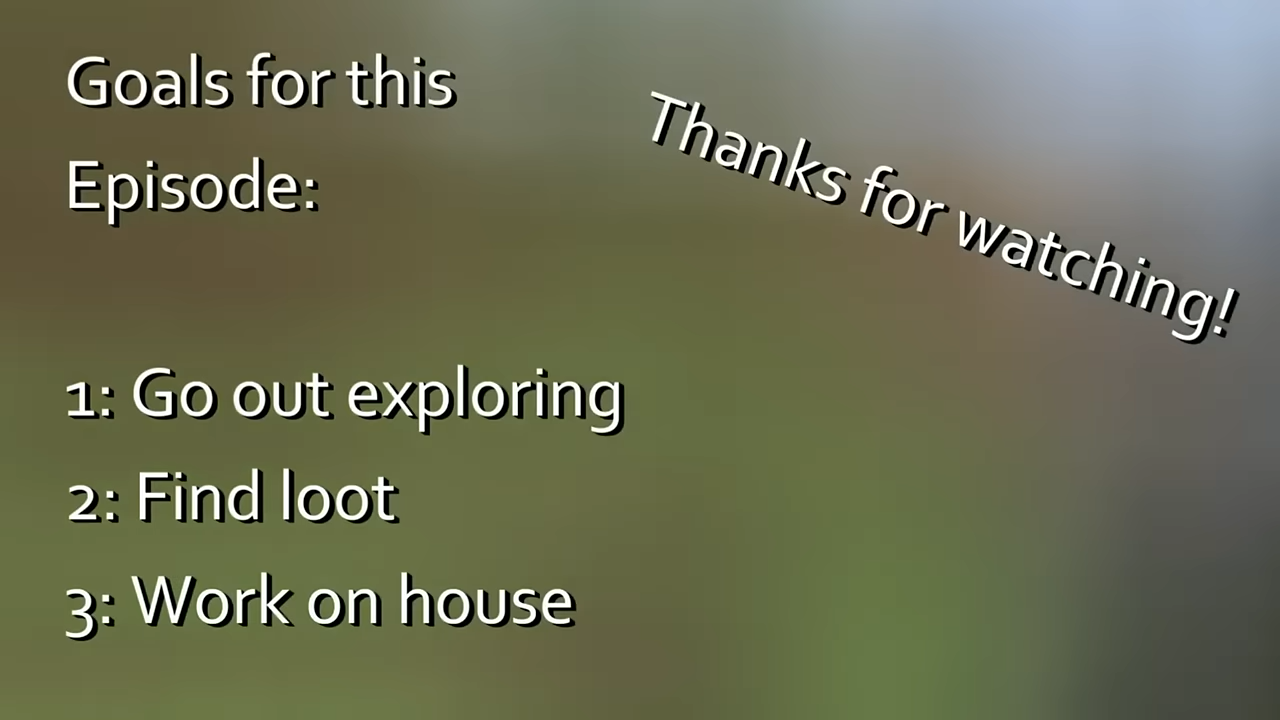 Goals for this
Episode:
1: Go out exploring
2: Find loot
3: Work on house
Thanks for watching!